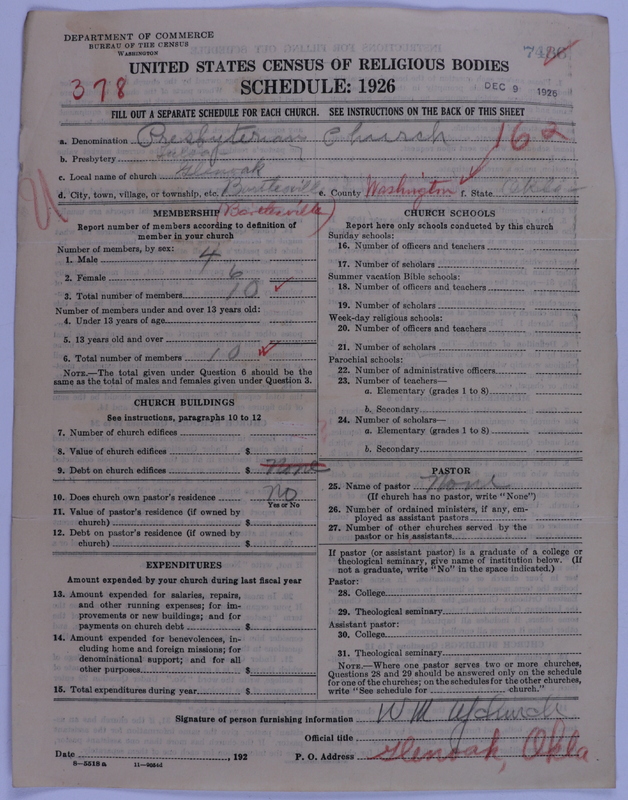 DEPARTMENT OF COMMERCE
BUREAU OF THE CENSUS
WASHINGTON
7486
378
UNITED STATES CENSUS OF RELIGIOUS BODIES
SCHEDULE: 1926
DEC 9 1926
FILL OUT A SEPARATE SCHEDULE FOR EACH CHURCH. SEE INSTRUCTIONS ON THE BACK OF THIS SHEET
a. Denomination Presbyterian Church 162
b. Presbytery
c. Local name of church Glenoak
d. City, town, village, or township, etc. Bartlesville e. County Washington f. State Okla
(Bartlesville)
MEMBERSHIP
Report number of members according to definition of
member in your church
Number of members, by sex:
1. Male 4
2. Female 6
3. Total number of members 10
Number of members under and over 13 years old:
4. Under 13 years of age
5. 13 years old and over
6. Total number of members 10
NOTE.—The total given under Question 6 should be the
same as the total of males and females given under Question 3.
CHURCH BUILDINGS
See instructions, paragraphs 10 to 12
7. Number of church edifices
8. Value of church edifices $
9. Debt on church edifices $ None
10. Does church own pastor's residence No
Yes or No
11. Value of pastor's residence (if owned by
church) $
12. Debt on pastor's residence (if owned by
church) $
EXPENDITURES
Amount expended by your church during last fiscal year
13. Amount expended for salaries, repairs,
and other running expenses; for im-
provements or new buildings; and for
payments on church debt $
14. Amount expended for benevolences, in-
cluding home and foreign missions; for
denominational support; and for all
other purposes $
15. Total expenditures during year $
CHURCH SCHOOLS
Report here only schools conducted by this church
Sunday schools:
16. Number of officers and teachers
17. Number of scholars
Summer vacation Bible schools:
18. Number of officers and teachers
19. Number of scholars
Week-day religious schools:
20. Number of officers and teachers
21. Number of scholars
Parochial schools:
22. Number of administrative officers
23. Number of teachers—
a. Elementary (grades 1 to 8)
b. Secondary
24. Number of scholars—
a. Elementary (grades 1 to 8)
b. Secondary
PASTOR
25. Name of pastor None
(If church has no pastor, write "None")
26. Number of ordained ministers, if any, em-
ployed as assistant pastors
27. Number of other churches served by the
pastor or his assistants
If pastor (or assistant pastor) is a graduate of a college or
theological seminary, give name of institution below. (If
not a graduate, write "No" in the space indicated.)
Pastor:
28. College
29. Theological seminary
Assistant pastor:
30. College
31. Theological seminary
NOTE.—Where one pastor serves two or more churches,
Questions 28 and 29 should be answered only on the schedule
for one of the churches; on the schedules for the other churches,
write "See schedule for church."
Signature of person furnishing information W M
Official title
Date , 192 P. O. Address Glenoak, Okla
8—5518 a